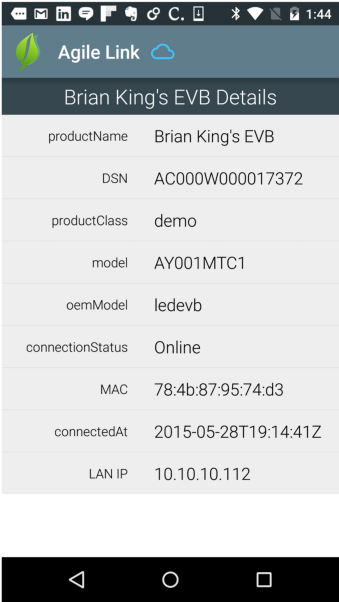 1:44
Agile Link
Brian King's EVB Details
productName Brian King's EVB
DSN AC000W000017372
productClass demo
model AY001MTC1
oemModel ledevb
connectionStatus Online
MAC 78:4b:87:95:74:d3
connectedAt 2015-05-28T19:14:41Z
LAN IP 10.10.10.112